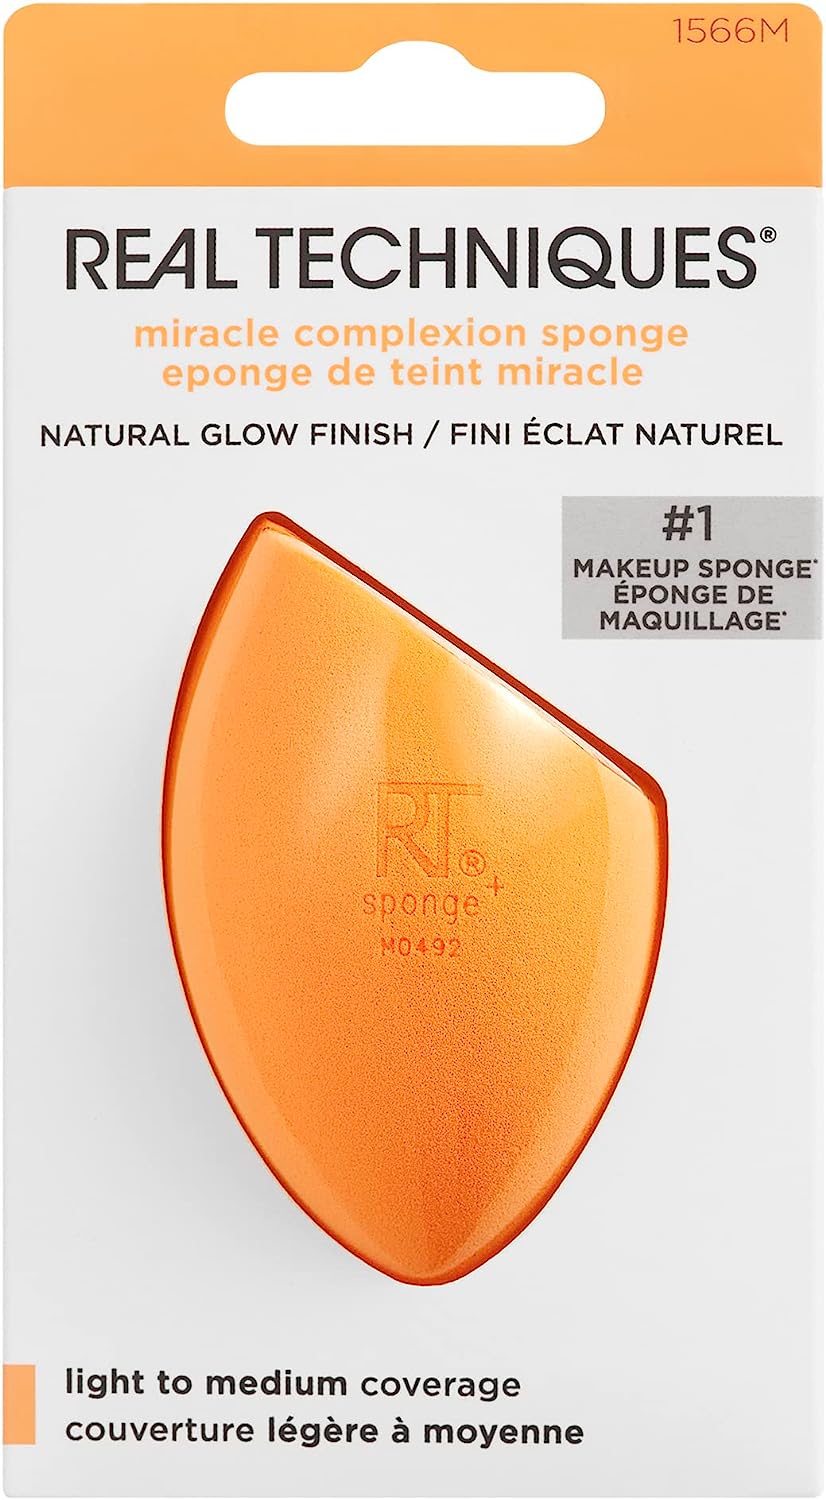 1566M
REAL TECHNIQUES®
miracle complexion sponge
eponge de teint miracle
NATURAL GLOW FINISH / FINI ÉCLAT NATUREL
#1
MAKEUP SPONGE*
ÉPONGE DE
MAQUILLAGE*
RT®
sponge+
M0492
light to medium coverage
couverture légère à moyenne